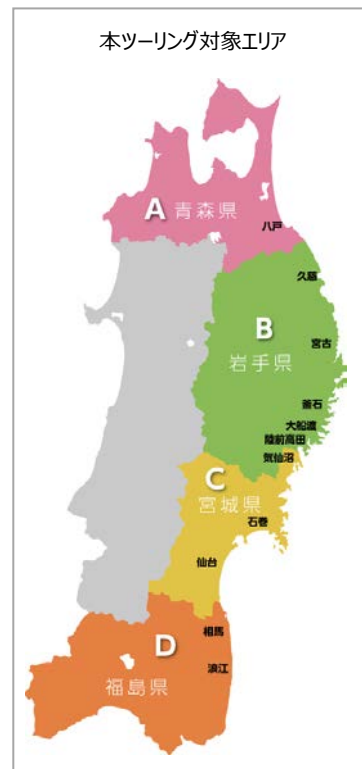 本ツーリング対象エリア
A 青森県
八戸
久慈
B
宮古
岩手県
釜石
大船渡
陸前高田
気仙沼
C
宮城県
石巻
仙台
相馬
D
浪江
福島県